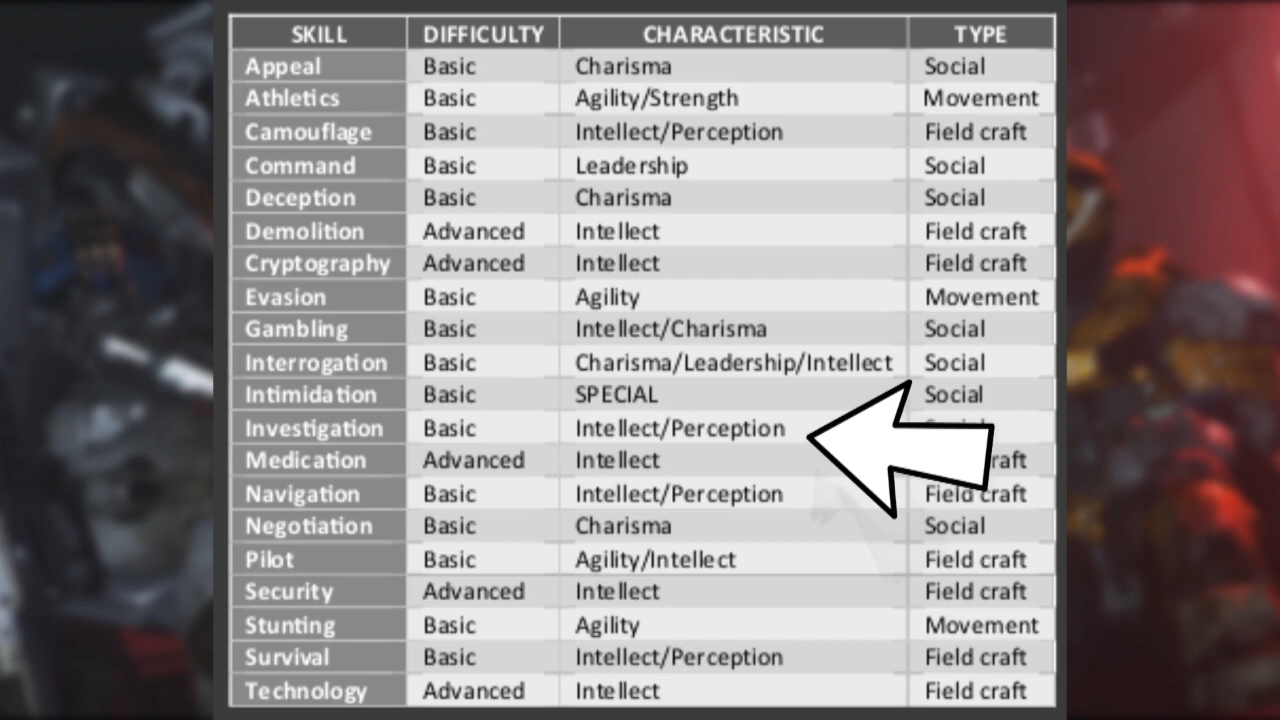 SKILL DIFFICULTY CHARACTERISTIC TYPE
Appeal Basic Charisma Social
Athletics Basic Agility/Strength Movement
Camouflage Basic Intellect/Perception Field craft
Command Basic Leadership Social
Deception Basic Charisma Social
Demolition Advanced Intellect Field craft
Cryptography Advanced Intellect Field craft
Evasion Basic Agility Movement
Gambling Basic Intellect/Charisma Social
Interrogation Basic Charisma/Leadership/Intellect Social
Intimidation Basic SPECIAL Social
Investigation Basic Intellect/Perception
Medication Advanced Intellect raft
Navigation Basic Intellect/Perception Field craft
Negotiation Basic Charisma Social
Pilot Basic Agility/Intellect Field craft
Security Advanced Intellect Field craft
Stunting Basic Agility Movement
Survival Basic Intellect/Perception Field craft
Technology Advanced Intellect Field craft